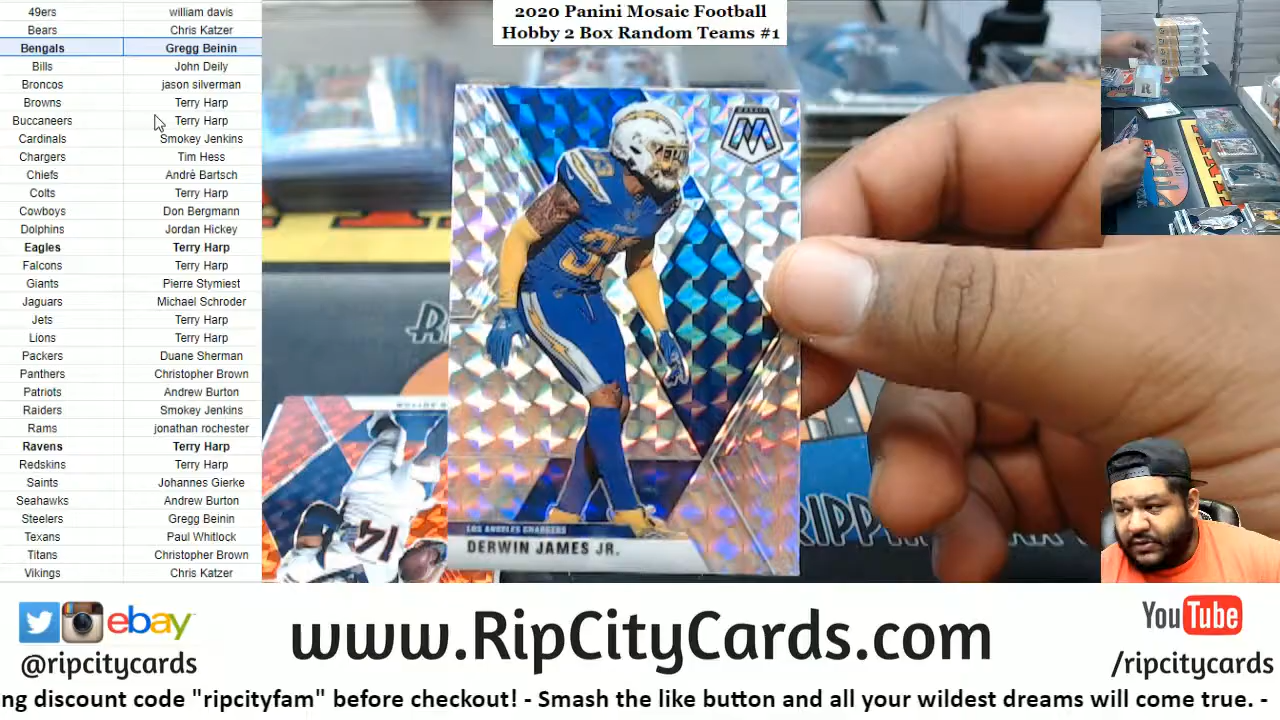 2020 Panini Mosaic Football
Hobby 2 Box Random Teams #1
49ers william davis
Bears Chris Katzer
Bengals Gregg Beinin
Bills John Deily
Broncos jason silverman
Browns Terry Harp
Buccaneers Terry Harp
Cardinals Smokey Jenkins
Chargers Tim Hess
Chiefs André Bartsch
Colts Terry Harp
Cowboys Don Bergmann
Dolphins Jordan Hickey
Eagles Terry Harp
Falcons Terry Harp
Giants Pierre Stymiest
Jaguars Michael Schroder
Jets Terry Harp
Lions Terry Harp
Packers Duane Sherman
Panthers Christopher Brown
Patriots Andrew Burton
Raiders Smokey Jenkins
Rams jonathan rochester
Ravens Terry Harp
Redskins Terry Harp
Saints Johannes Gierke
Seahawks Andrew Burton
Steelers Gregg Beinin
Texans Paul Whitlock
Titans Christopher Brown
Vikings Chris Katzer
MOSAIC
M
33
LOS ANGELES CHARGERS
DERWIN JAMES JR.
14
ebay
@ripcitycards
www.RipCityCards.com
YouTube
/ripcitycards
ng discount code "ripcityfam" before checkout! - Smash the like button and all your wildest dreams will come true. -